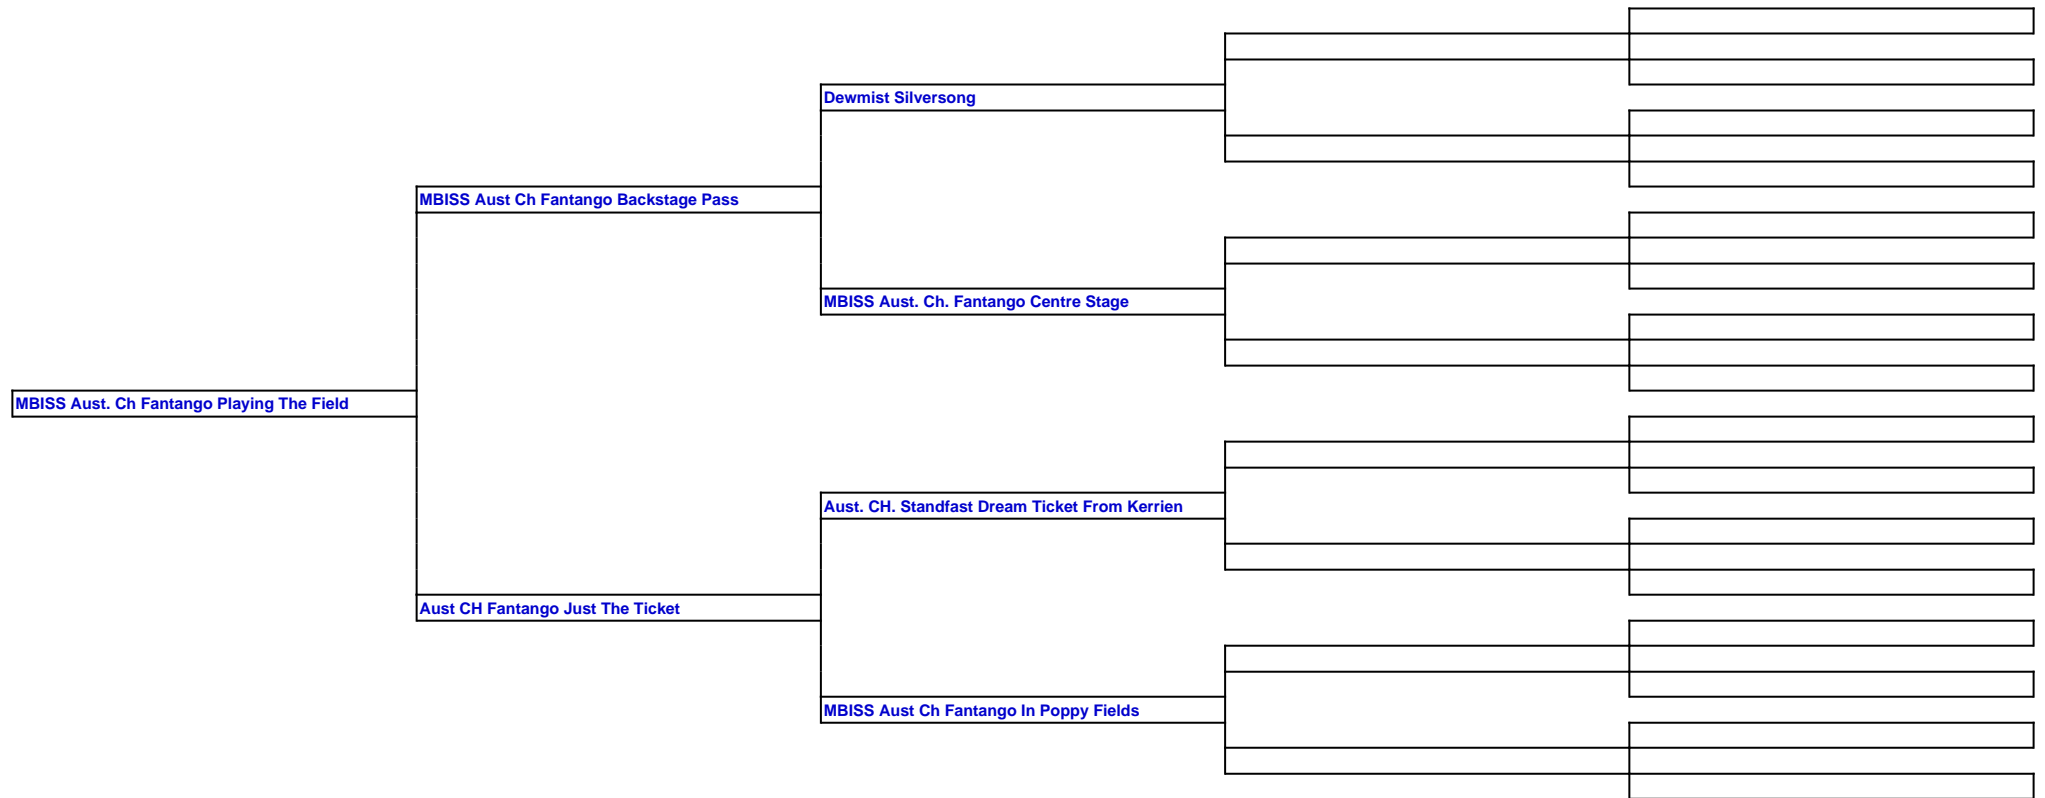 Dewmist Silversong
MBISS Aust Ch Fantango Backstage Pass
MBISS Aust. Ch. Fantango Centre Stage
MBISS Aust. Ch Fantango Playing The Field
Aust. CH. Standfast Dream Ticket From Kerrien
Aust CH Fantango Just The Ticket
MBISS Aust Ch Fantango In Poppy Fields